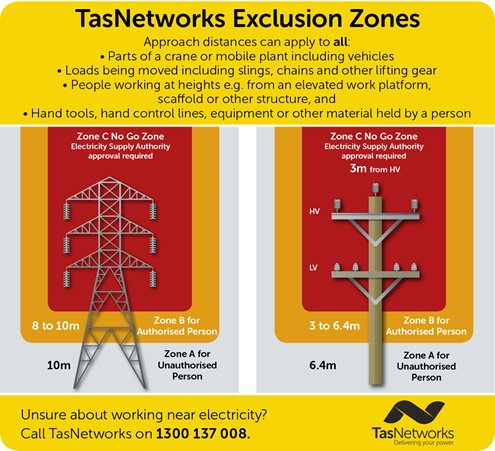 TasNetworks Exclusion Zones
Approach distances can apply to all:
• Parts of a crane or mobile plant including vehicles
• Loads being moved including slings, chains and other lifting gear
• People working at heights e.g. from an elevated work platform,
scaffold or other structure, and
• Hand tools, hand control lines, equipment or other material held by a person
Zone C No Go Zone
Electricity Supply Authority
approval required
8 to 10m
Zone B for
Authorised Person
10m
Zone A for
Unauthorised
Person
Zone C No Go Zone
Electricity Supply Authority
approval required
3m from HV
HV
LV
3 to 6.4m
Zone B for
Authorised Person
6.4m
Zone A for
Unauthorised
Person
Unsure about working near electricity?
Call TasNetworks on 1300 137 008.
TasNetworks
Delivering your power